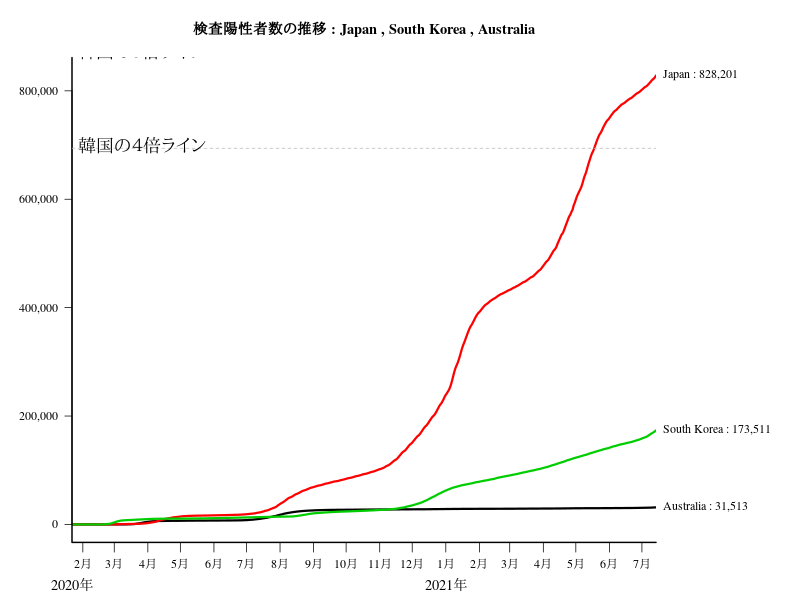 検査陽性者数の推移 : Japan , South Korea , Australia
800,000
600,000
400,000
200,000
0
韓国の4倍ライン
Japan : 828,201
South Korea : 173,511
Australia : 31,513
2月 3月 4月 5月 6月 7月 8月 9月 10月 11月 12月 1月 2月 3月 4月 5月 6月 7月
2020年 2021年